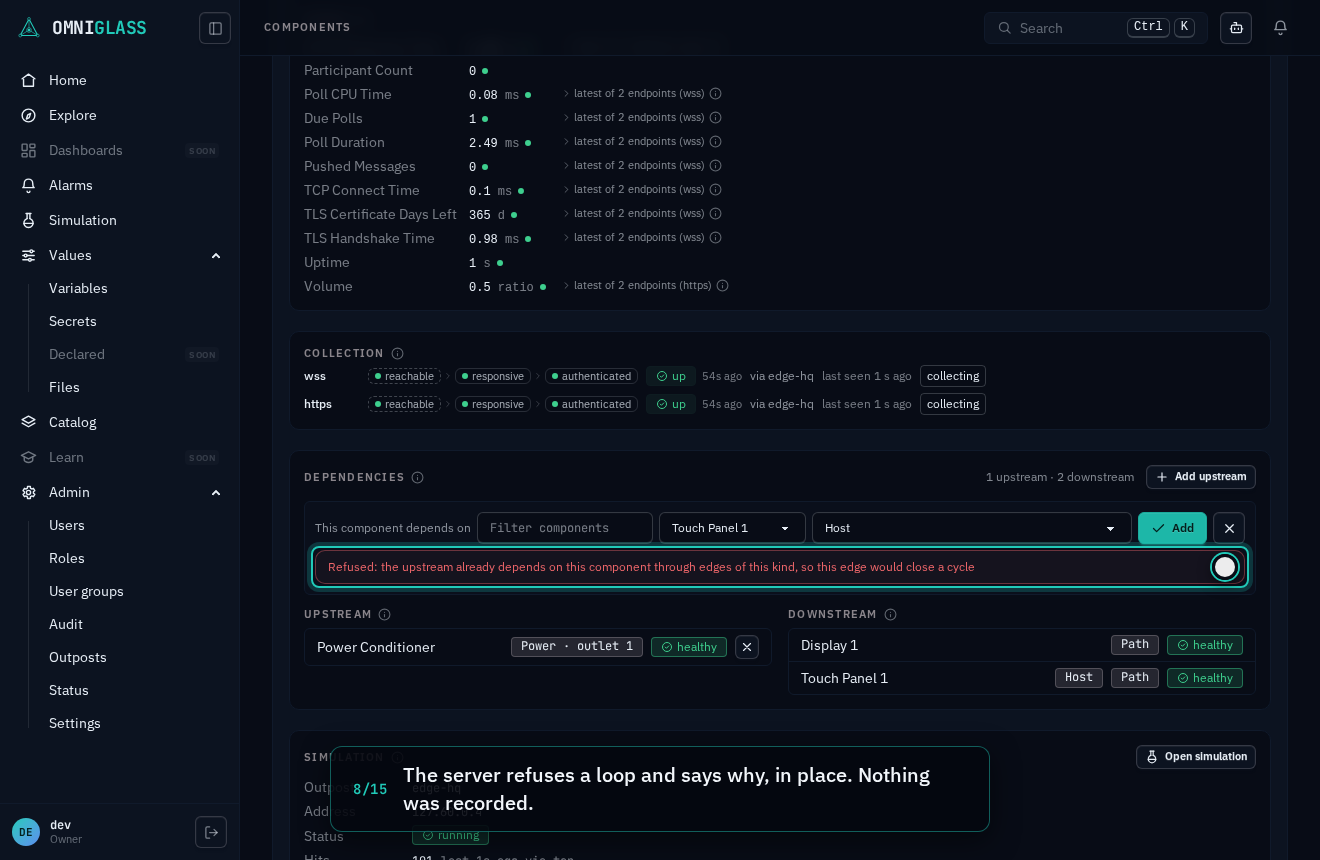 OMNIGLASS
COMPONENTS
Search
Ctrl K
Home
Explore
Dashboards SOON
Alarms
Simulation
Values
Variables
Secrets
Declared SOON
Files
Catalog
Learn SOON
Admin
Users
Roles
User groups
Audit
Outposts
Status
Settings
DE dev
Owner
Participant Count 0
Poll CPU Time 0.08 ms latest of 2 endpoints (wss)
Due Polls 1 latest of 2 endpoints (wss)
Poll Duration 2.49 ms latest of 2 endpoints (wss)
Pushed Messages 0 latest of 2 endpoints (wss)
TCP Connect Time 0.1 ms latest of 2 endpoints (wss)
TLS Certificate Days Left 365 d latest of 2 endpoints (wss)
TLS Handshake Time 0.98 ms latest of 2 endpoints (wss)
Uptime 1 s
Volume 0.5 ratio latest of 2 endpoints (https)
COLLECTION
wss reachable responsive authenticated up 54s ago via edge-hq last seen 1 s ago collecting
https reachable responsive authenticated up 54s ago via edge-hq last seen 1 s ago collecting
DEPENDENCIES 1 upstream · 2 downstream Add upstream
This component depends on Filter components Touch Panel 1 Host Add
Refused: the upstream already depends on this component through edges of this kind, so this edge would close a cycle
UPSTREAM
Power Conditioner Power · outlet 1 healthy
DOWNSTREAM
Display 1 Path healthy
Touch Panel 1 Host Path healthy
SIMULATION Open simulation
8/15 The server refuses a loop and says why, in place. Nothing
was recorded.
edge-hq
Status running